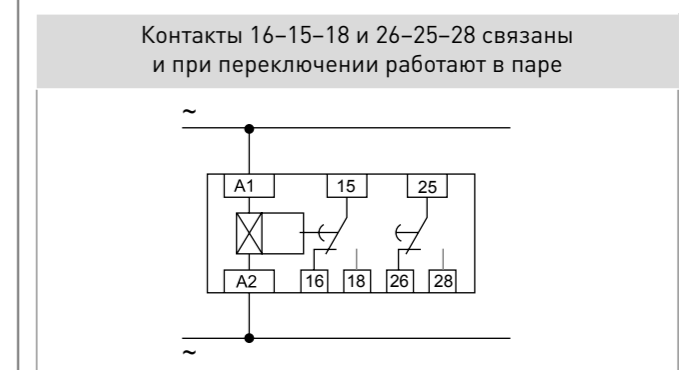 Контакты 16–15–18 и 26–25–28 связаны
и при переключении работают в паре
~
A1 15 25
A2 16 18 26 28
~